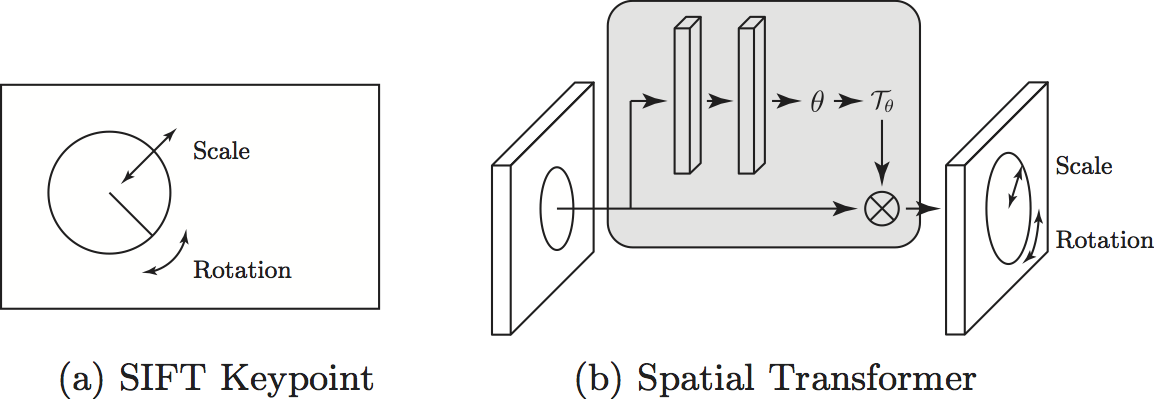 Scale
Rotation
(a) SIFT Keypoint
θ
𝒯θ
Scale
Rotation
(b) Spatial Transformer